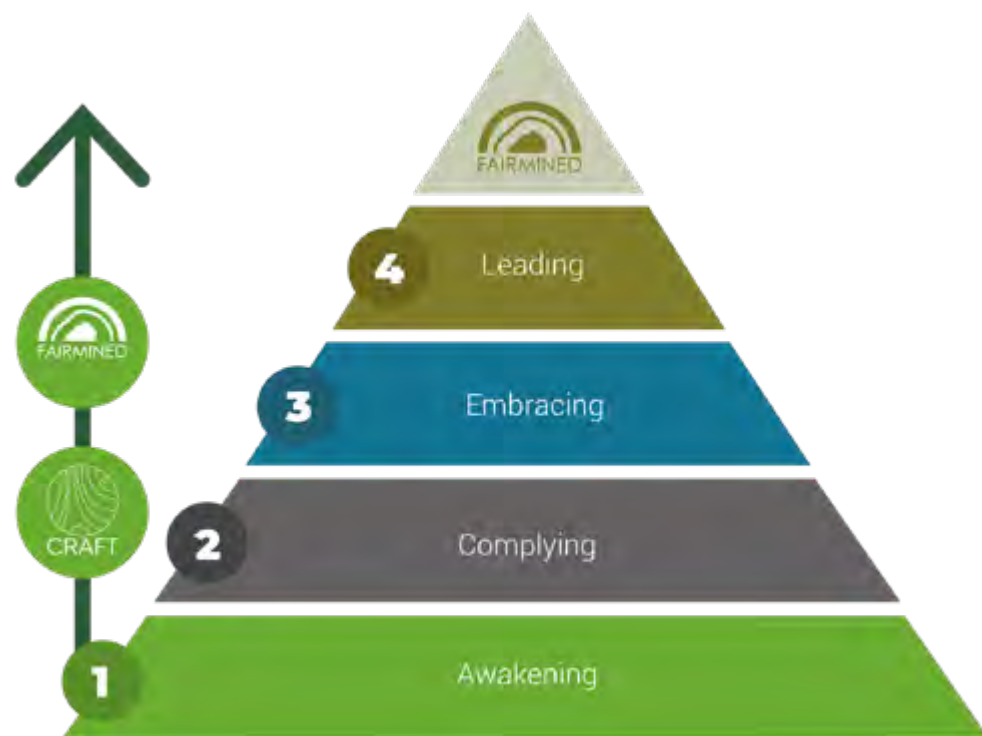 FAIRMINED
4
Leading
FAIRMINED
3
Embracing
CRAFT
2
Complying
1
Awakening